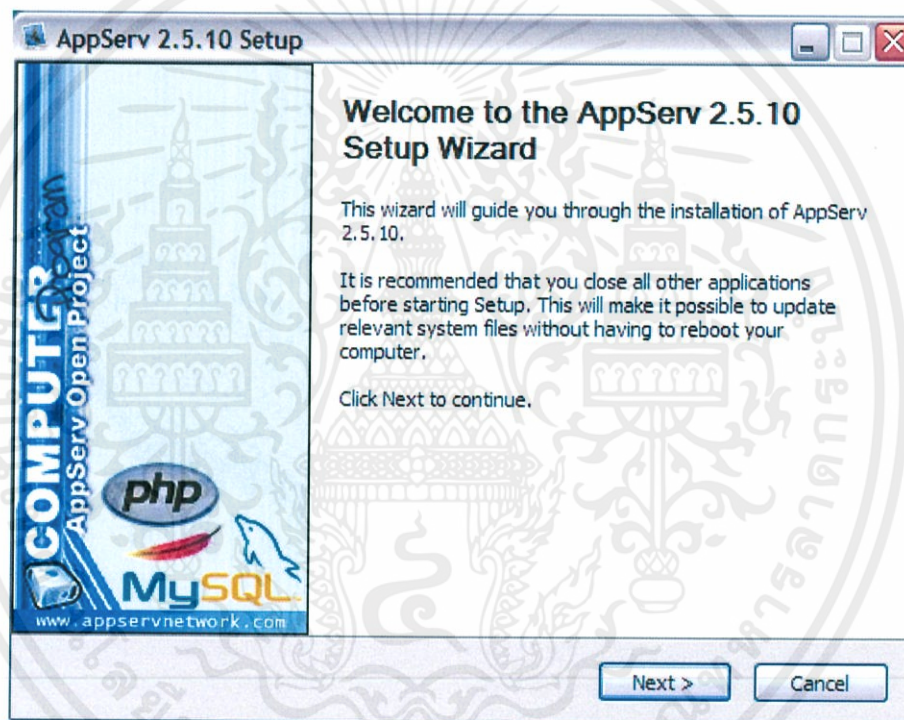 AppServ 2.5.10 Setup
Welcome to the AppServ 2.5.10
Setup Wizard
This wizard will guide you through the installation of AppServ
2.5.10.
It is recommended that you close all other applications
before starting Setup. This will make it possible to update
relevant system files without having to reboot your
computer.
Click Next to continue.
COMPUTER
Program
AppServ Open Project
php
MySQL
www.appservnetwork.com
Next >
Cancel